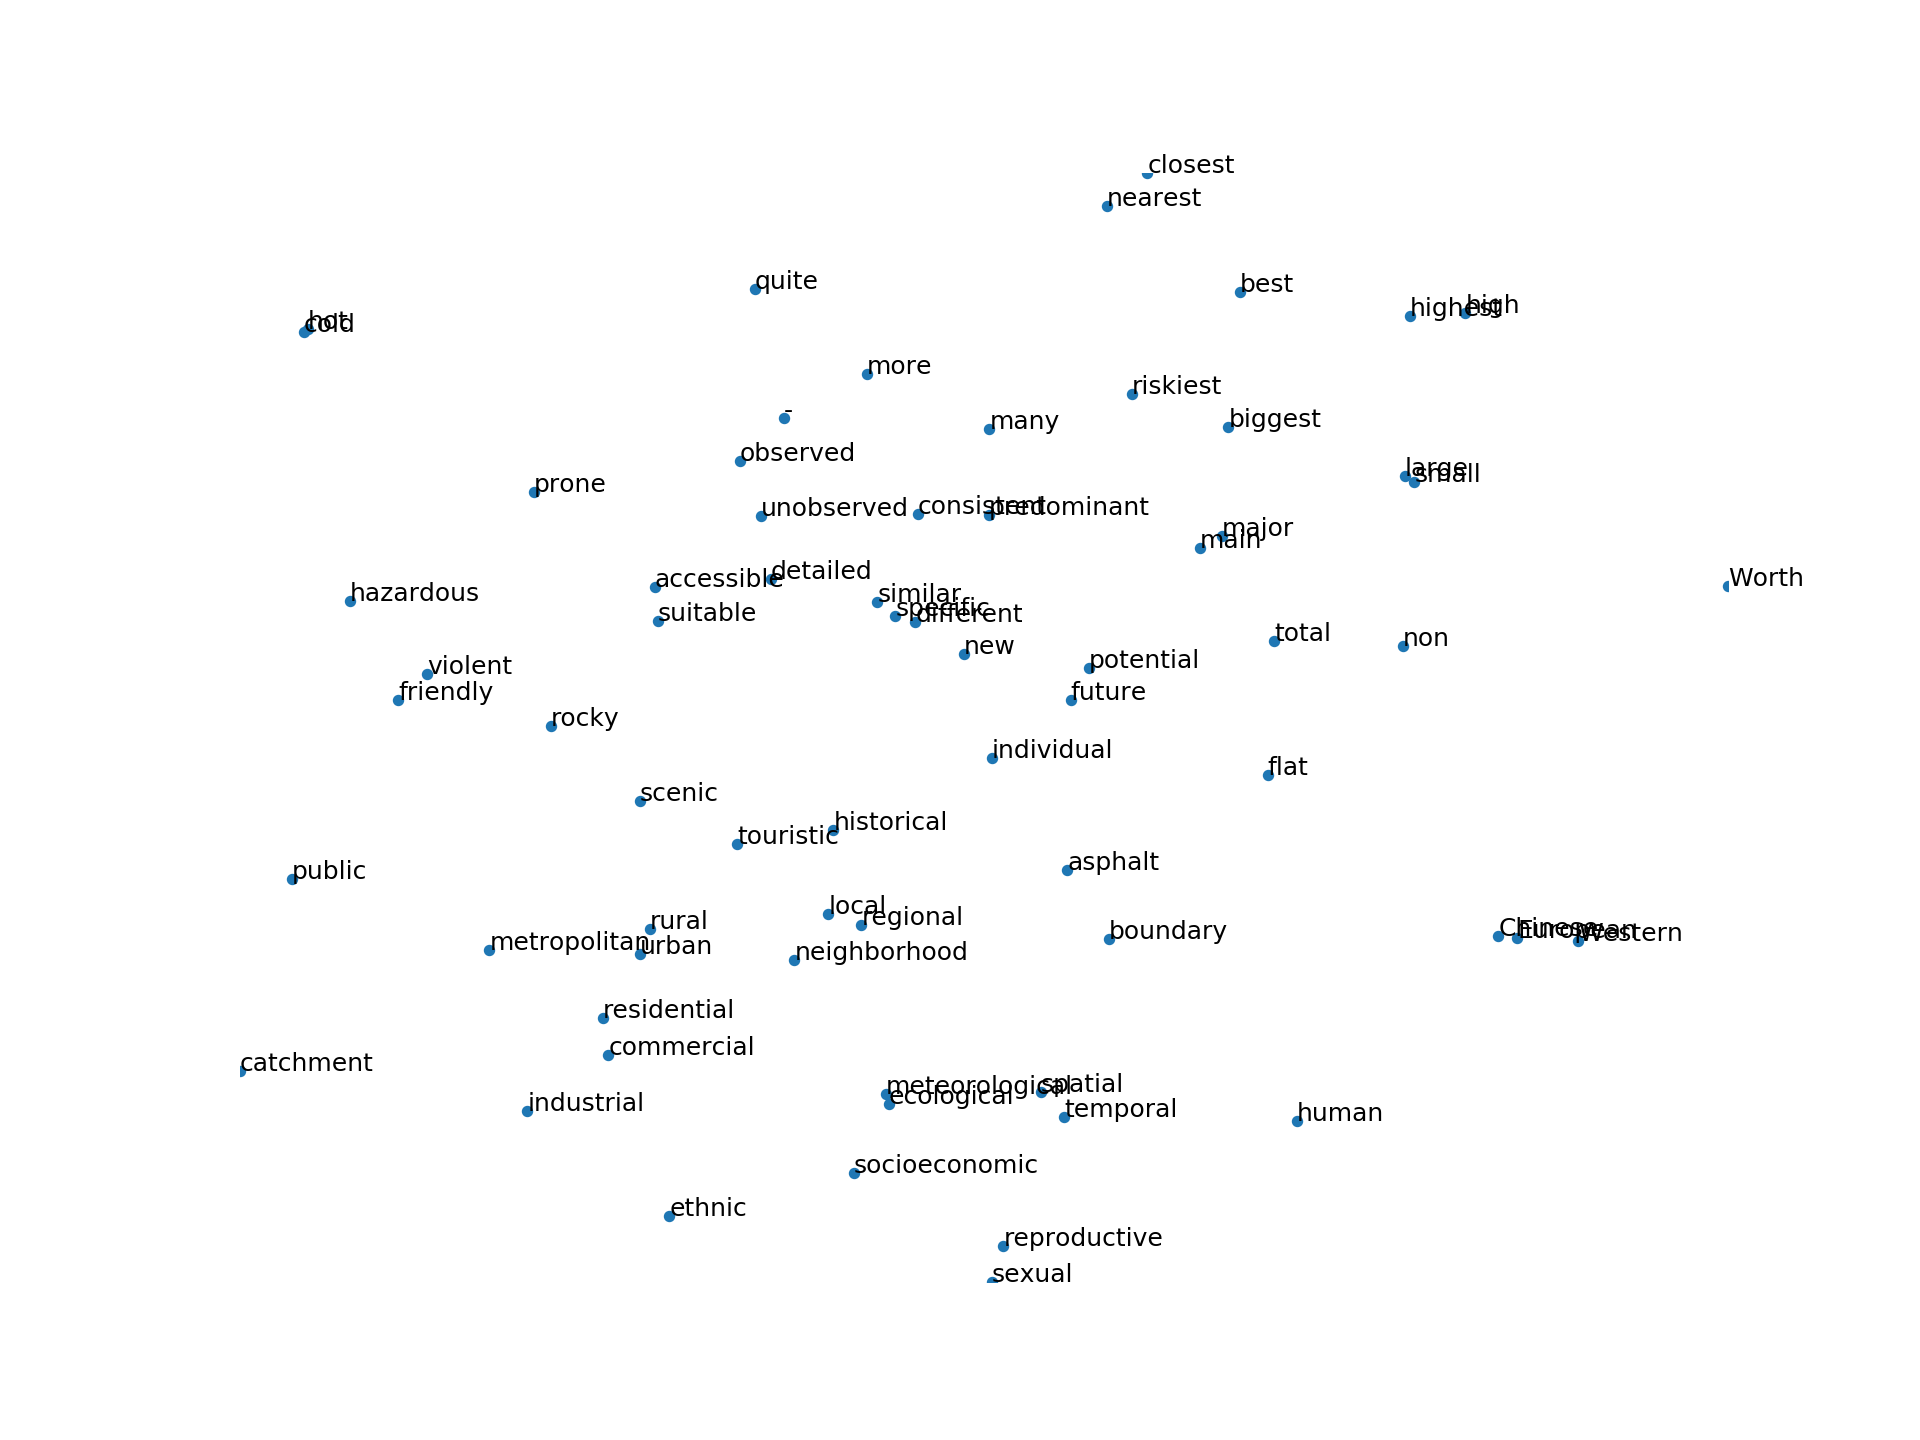 closest
nearest
quite
best
highest
high
hot
cold
more
riskiest
-
many
biggest
observed
large
small
prone
unobserved
consistent
predominant
major
main
detailed
accessible
Worth
hazardous
similar
specific
different
suitable
total
non
new
potential
violent
friendly
future
rocky
individual
flat
scenic
historical
touristic
asphalt
public
local
regional
rural
urban
metropolitan
neighborhood
boundary
Chinese
European
Western
residential
commercial
catchment
meteorological
ecological
spatial
temporal
industrial
human
socioeconomic
ethnic
reproductive
sexual